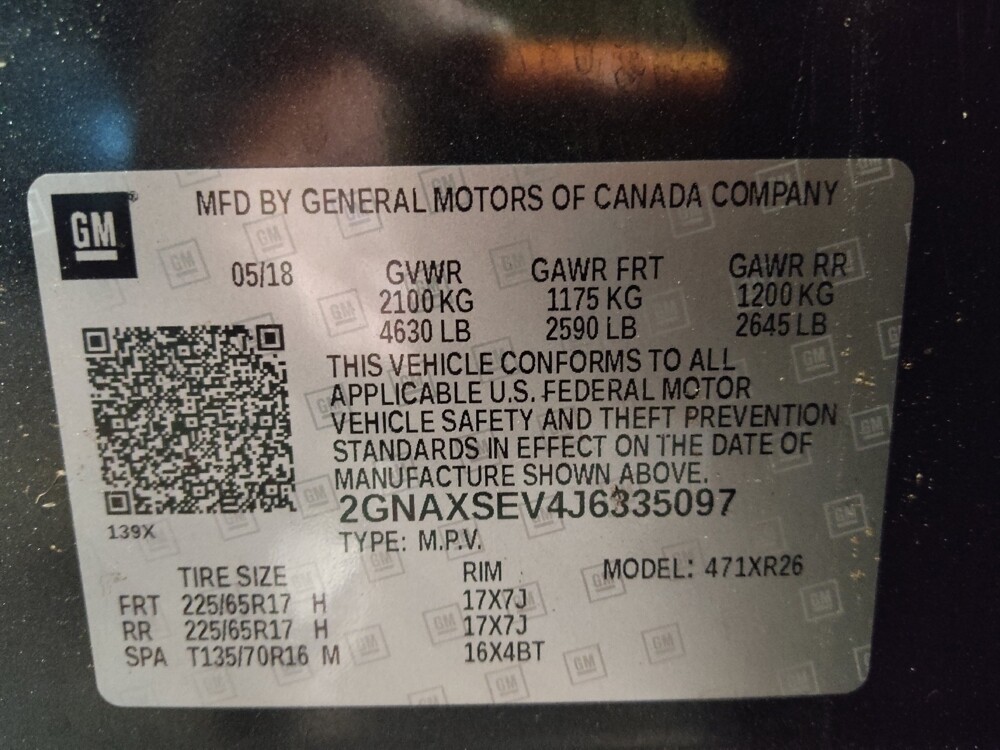 GM
MFD BY GENERAL MOTORS OF CANADA COMPANY
05/18 GVWR GAWR FRT GAWR RR
2100 KG 1175 KG 1200 KG
4630 LB 2590 LB 2645 LB
THIS VEHICLE CONFORMS TO ALL
APPLICABLE U.S. FEDERAL MOTOR
VEHICLE SAFETY AND THEFT PREVENTION
STANDARDS IN EFFECT ON THE DATE OF
MANUFACTURE SHOWN ABOVE.
2GNAXSEV4J6335097
139X
TYPE: M.P.V.
TIRE SIZE RIM MODEL: 471XR26
FRT 225/65R17 H 17X7J
RR 225/65R17 H 17X7J
SPA T135/70R16 M 16X4BT